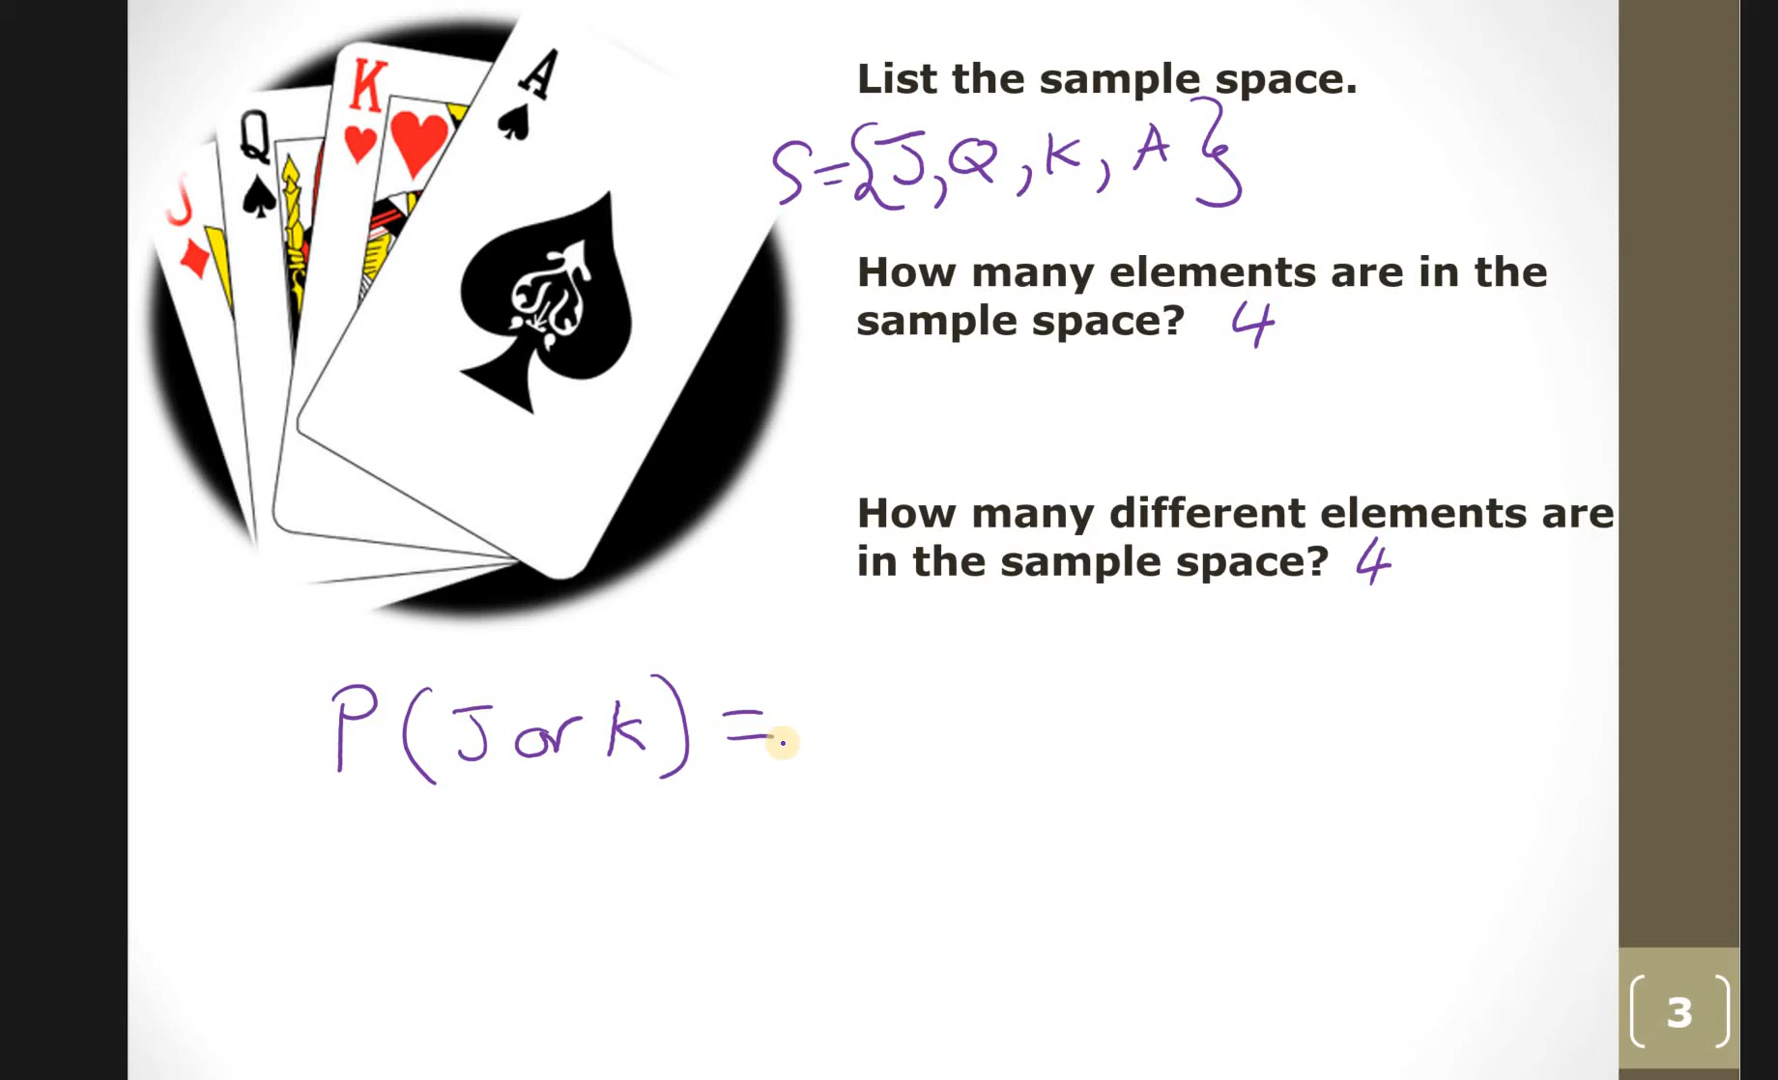 J
Q
K
A
List the sample space.
S={J,Q,K,A}
How many elements are in the
sample space? 4
How many different elements are
in the sample space? 4
P(J or K) =
3